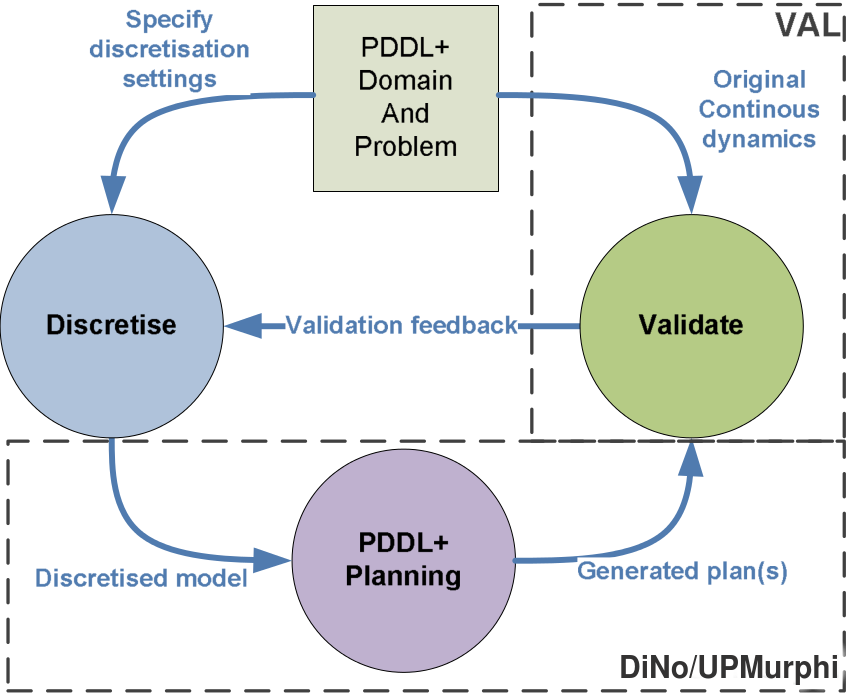 Specify
discretisation
settings
PDDL+
Domain
And
Problem
VAL
Original
Continous
dynamics
Discretise
Validation feedback
Validate
PDDL+
Planning
Discretised model
Generated plan(s)
DiNo/UPMurphi